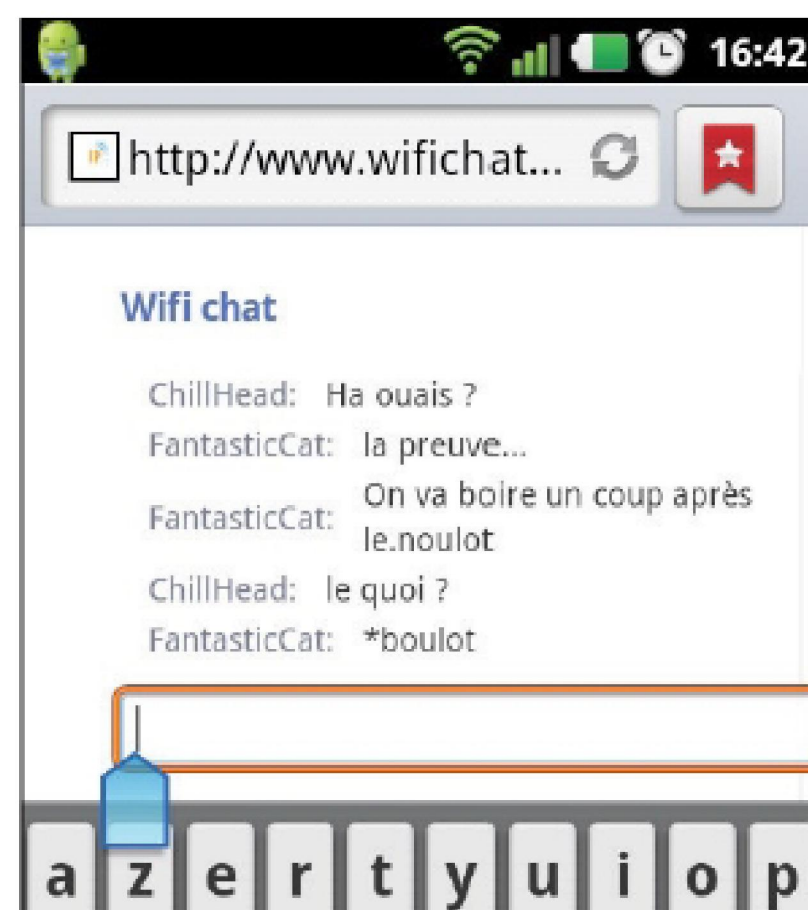 16:42
http://www.wifichat...
Wifi chat
ChillHead: Ha ouais ?
FantasticCat: la preuve...
FantasticCat: On va boire un coup après
le.noulot
ChillHead: le quoi ?
FantasticCat: *boulot
a z e r t y u i o p